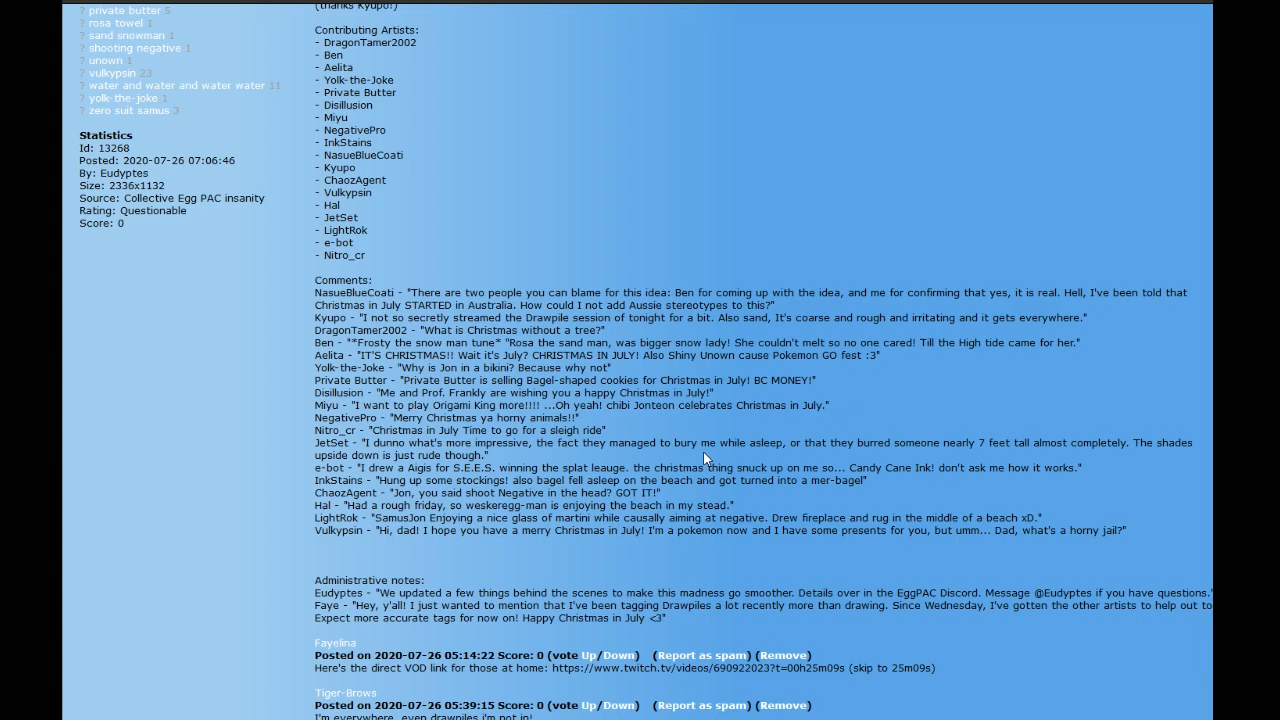 ? private butter 5
? rosa towel 1
? sand snowman 1
? shooting negative 1
? unown 1
? vulkypsin 23
? water and water and water water 11
? yolk-the-joke 1
? zero suit samus 3
Statistics
Id: 13268
Posted: 2020-07-26 07:06:46
By: Eudyptes
Size: 2336x1132
Source: Collective Egg PAC insanity
Rating: Questionable
Score: 0
(thanks Kyupo!)
Contributing Artists:
- DragonTamer2002
- Ben
- Aelita
- Yolk-the-Joke
- Private Butter
- Disillusion
- Miyu
- NegativePro
- InkStains
- NasueBlueCoati
- Kyupo
- ChaozAgent
- Vulkypsin
- Hal
- JetSet
- LightRok
- e-bot
- Nitro_cr
Comments:
NasueBlueCoati - "There are two people you can blame for this idea: Ben for coming up with the idea, and me for confirming that yes, it is real. Hell, I've been told that
Christmas in July STARTED in Australia. How could I not add Aussie stereotypes to this?"
Kyupo - "I not so secretly streamed the Drawpile session of tonight for a bit. Also sand, It's coarse and rough and irritating and it gets everywhere."
DragonTamer2002 - "What is Christmas without a tree?"
Ben - "*Frosty the snow man tune* "Rosa the sand man, was bigger snow lady! She couldn't melt so no one cared! Till the High tide came for her."
Aelita - "IT'S CHRISTMAS!! Wait it's July? CHRISTMAS IN JULY! Also Shiny Unown cause Pokemon GO fest :3"
Yolk-the-Joke - "Why is Jon in a bikini? Because why not"
Private Butter - "Private Butter is selling Bagel-shaped cookies for Christmas in July! BC MONEY!"
Disillusion - "Me and Prof. Frankly are wishing you a happy Christmas in July!"
Miyu - "I want to play Origami King more!!!! ...Oh yeah! chibi Jonteon celebrates Christmas in July."
NegativePro - "Merry Christmas ya horny animals!!"
Nitro_cr - "Christmas in July Time to go for a sleigh ride"
JetSet - "I dunno what's more impressive, the fact they managed to bury me while asleep, or that they burred someone nearly 7 feet tall almost completely. The shades
upside down is just rude though."
e-bot - "I drew a Aigis for S.E.E.S. winning the splat leauge. the christmas thing snuck up on me so... Candy Cane Ink! don't ask me how it works."
InkStains - "Hung up some stockings! also bagel fell asleep on the beach and got turned into a mer-bagel"
ChaozAgent - "Jon, you said shoot Negative in the head? GOT IT!"
Hal - "Had a rough friday, so weskeregg-man is enjoying the beach in my stead."
LightRok - "SamusJon Enjoying a nice glass of martini while causally aiming at negative. Drew fireplace and rug in the middle of a beach xD."
Vulkypsin - "Hi, dad! I hope you have a merry Christmas in July! I'm a pokemon now and I have some presents for you, but umm... Dad, what's a horny jail?"
Administrative notes:
Eudyptes - "We updated a few things behind the scenes to make this madness go smoother. Details over in the EggPAC Discord. Message @Eudyptes if you have questions."
Faye - "Hey, y'all! I just wanted to mention that I've been tagging Drawpiles a lot recently more than drawing. Since Wednesday, I've gotten the other artists to help out to
Expect more accurate tags for now on! Happy Christmas in July <3"
Fayelina
Posted on 2020-07-26 05:14:22 Score: 0 (vote Up/Down) (Report as spam) (Remove)
Here's the direct VOD link for those at home: https://www.twitch.tv/videos/690922023?t=00h25m09s (skip to 25m09s)
Tiger-Brows
Posted on 2020-07-26 05:39:15 Score: 0 (vote Up/Down) (Report as spam) (Remove)
I'm everywhere, even drawpiles i'm not in!